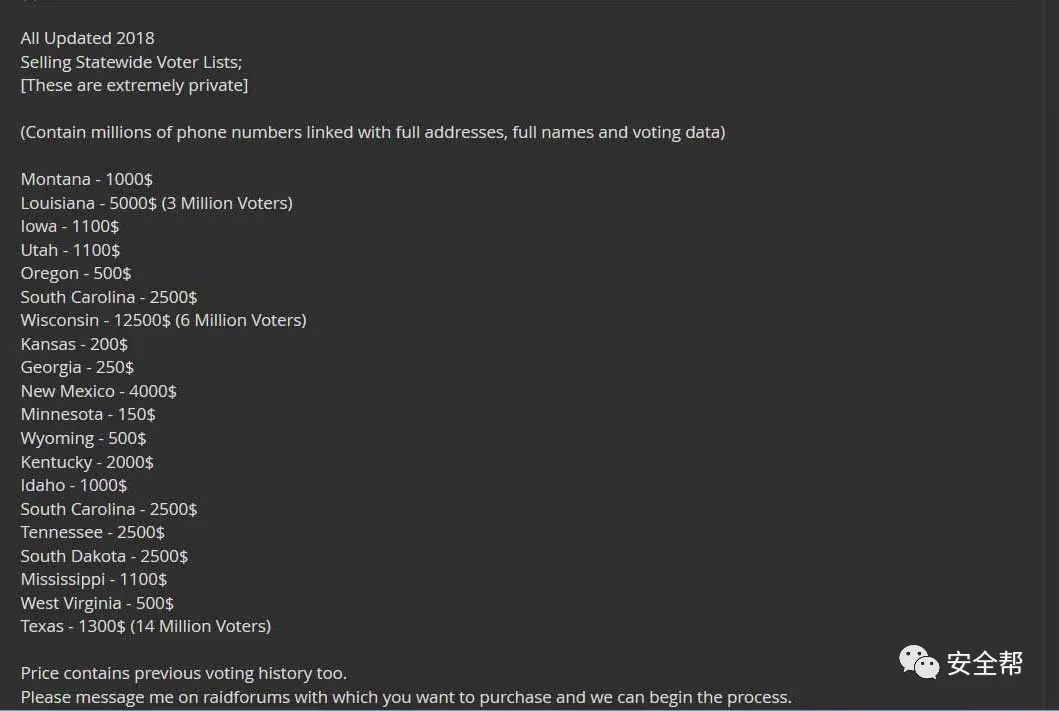 All Updated 2018
Selling Statewide Voter Lists;
[These are extremely private]
(Contain millions of phone numbers linked with full addresses, full names and voting data)
Montana - 1000$
Louisiana - 5000$ (3 Million Voters)
Iowa - 1100$
Utah - 1100$
Oregon - 500$
South Carolina - 2500$
Wisconsin - 12500$ (6 Million Voters)
Kansas - 200$
Georgia - 250$
New Mexico - 4000$
Minnesota - 150$
Wyoming - 500$
Kentucky - 2000$
Idaho - 1000$
South Carolina - 2500$
Tennessee - 2500$
South Dakota - 2500$
Mississippi - 1100$
West Virginia - 500$
Texas - 1300$ (14 Million Voters)
Price contains previous voting history too.
Please message me on raidforums with which you want to purchase and we can begin the process.
安全帮